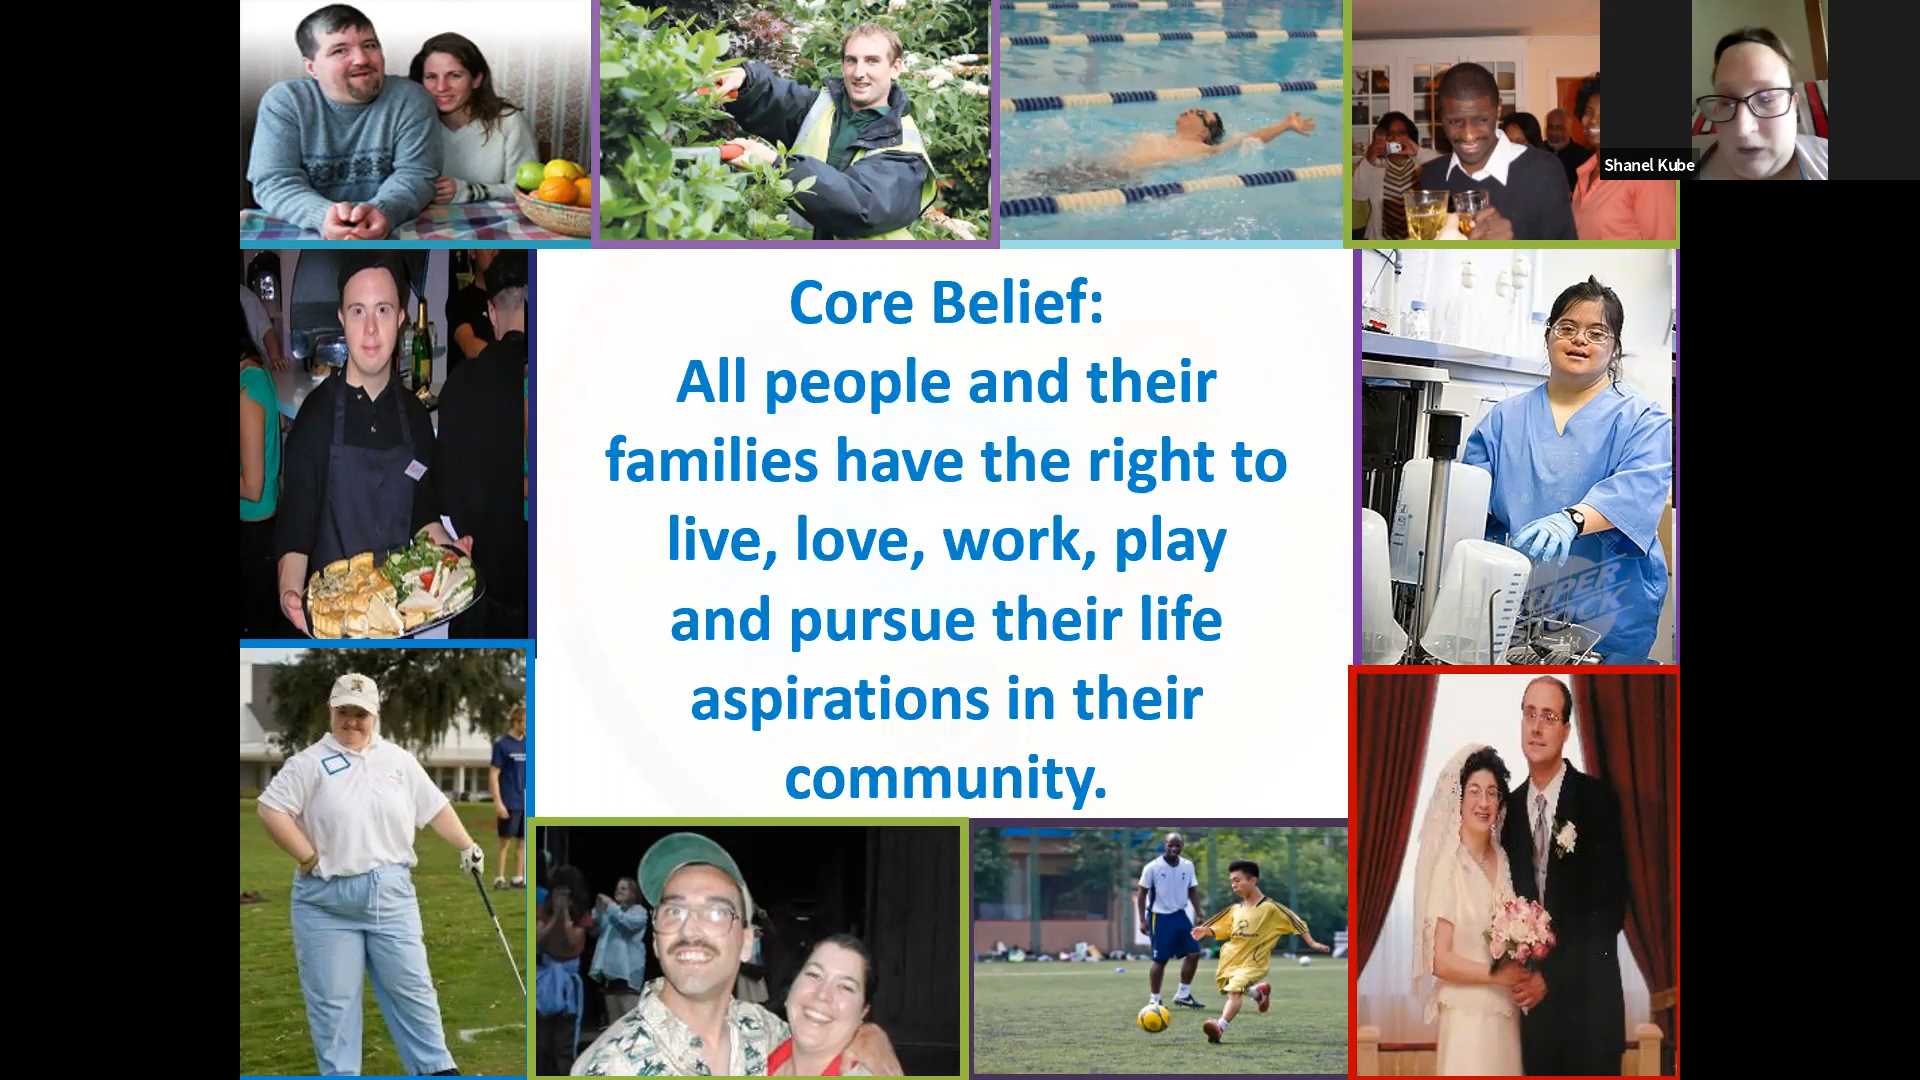 Shanel Kube
Core Belief:
All people and their
families have the right to
live, love, work, play
and pursue their life
aspirations in their
community.